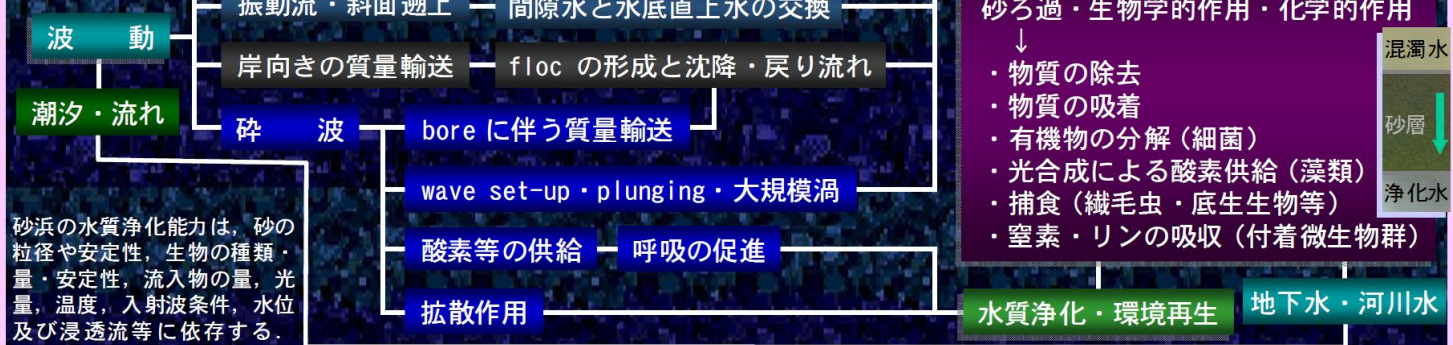 振動流・斜面遡上
間隙水と水底直上水の交換
波 動
岸向きの質量輸送
floc の形成と沈降・戻り流れ
潮汐・流れ
砕 波
bore に伴う質量輸送
wave set-up・plunging・大規模渦
酸素等の供給
呼吸の促進
拡散作用
砂浜の水質浄化能力は，砂の
粒径や安定性，生物の種類・
量・安定性，流入物の量，光
量，温度，入射波条件，水位
及び浸透流等に依存する．
砂ろ過・生物学的作用・化学的作用
↓
・物質の除去
・物質の吸着
・有機物の分解（細菌）
・光合成による酸素供給（藻類）
・捕食（繊毛虫・底生生物等）
・窒素・リンの吸収（付着微生物群）
混濁水
砂層
浄化水
水質浄化・環境再生
地下水・河川水